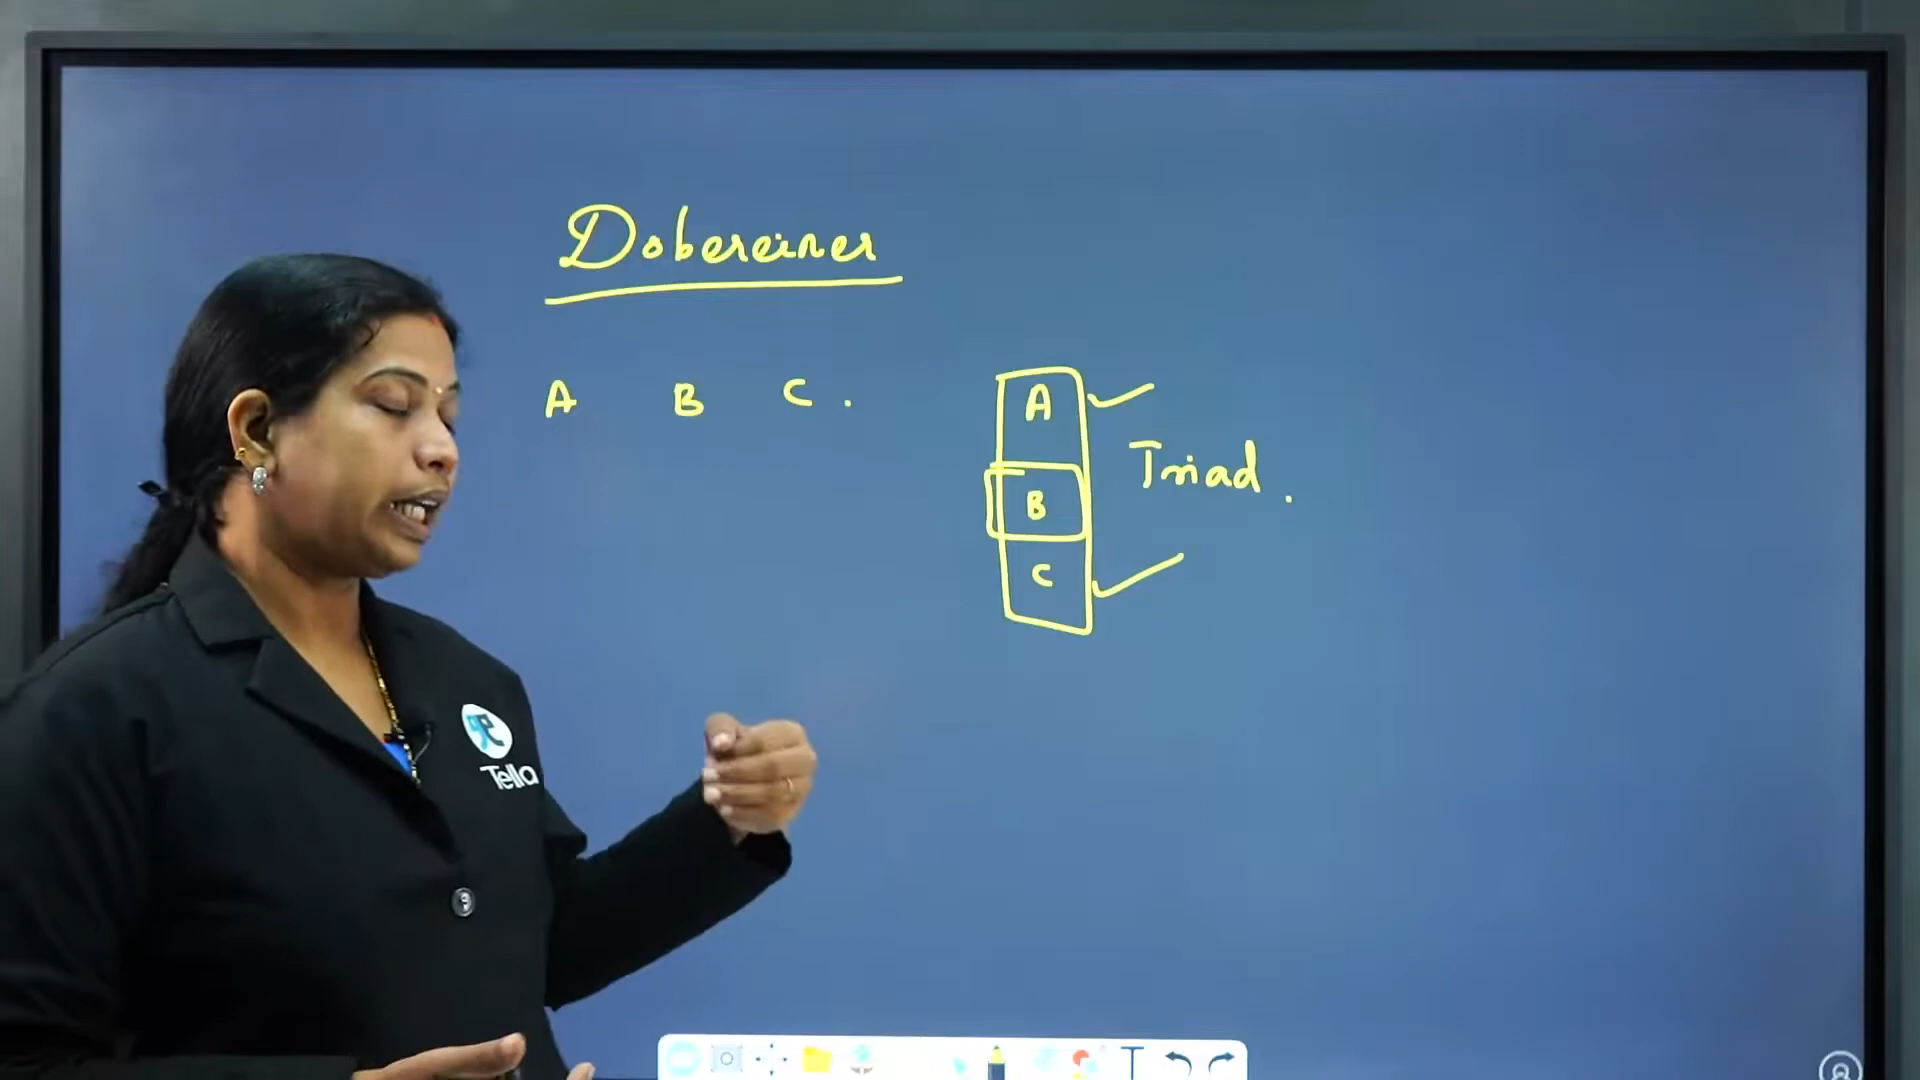 Dobereiner
A B C .
A
Triad .
B
C
Tella
T